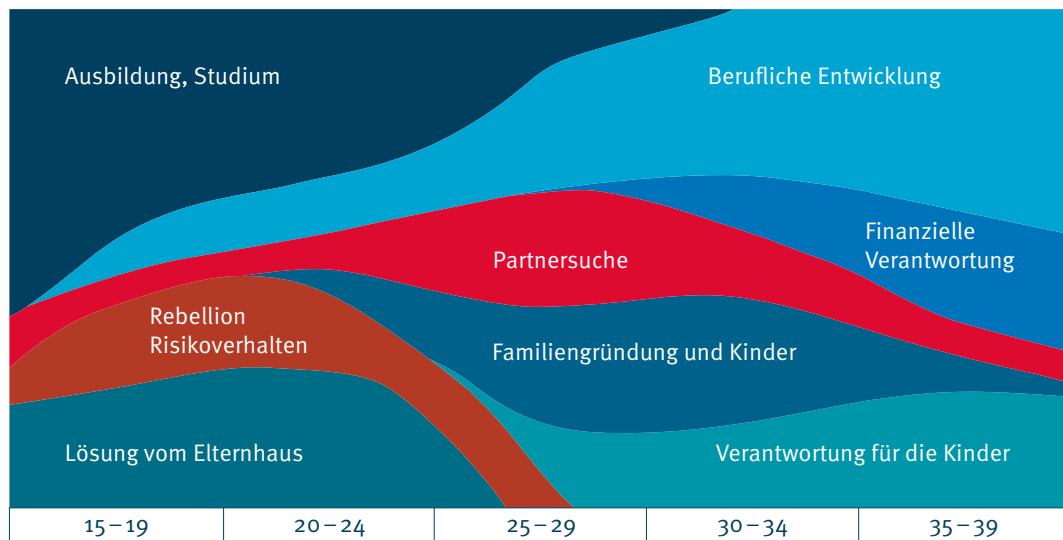 Ausbildung, Studium
Berufliche Entwicklung
Finanzielle
Verantwortung
Partnersuche
Rebellion
Risikoverhalten
Familiengründung und Kinder
Lösung vom Elternhaus
Verantwortung für die Kinder
15–19
20–24
25–29
30–34
35–39